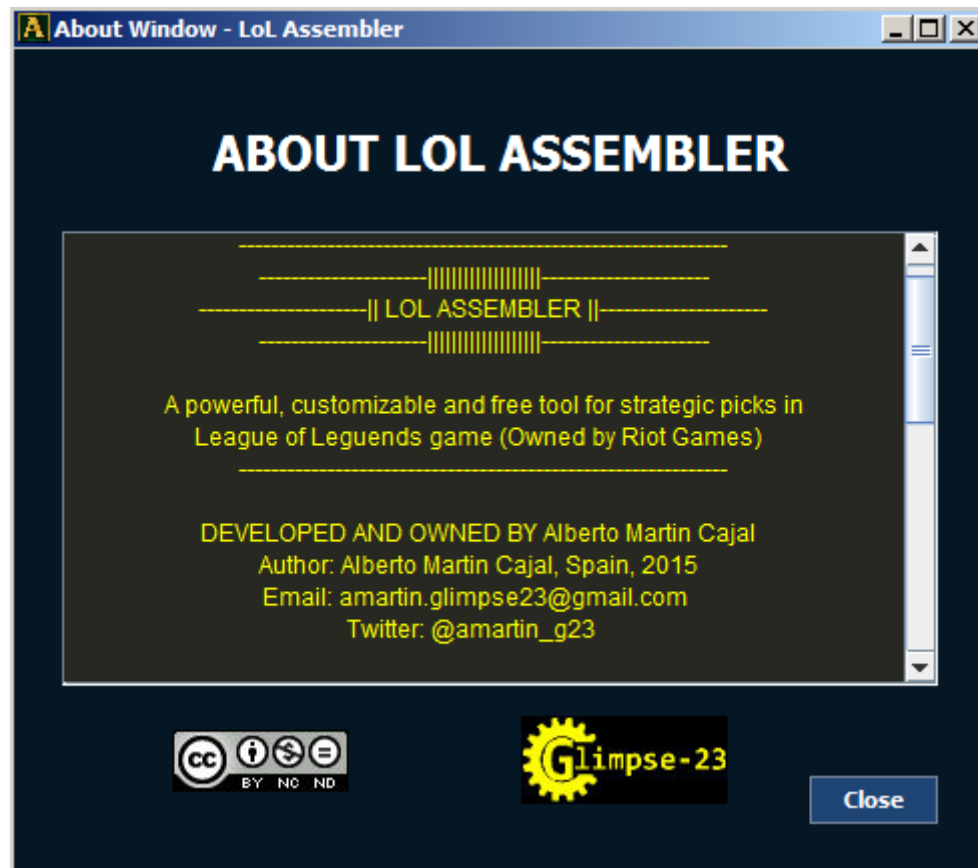 About Window - LoL Assembler
ABOUT LOL ASSEMBLER
-------------------------------------------------------------
---------------------|||||||||||||||||||---------------------
---------------------|| LOL ASSEMBLER ||---------------------
---------------------|||||||||||||||||||---------------------
A powerful, customizable and free tool for strategic picks in
League of Leguends game (Owned by Riot Games)
-------------------------------------------------------------
DEVELOPED AND OWNED BY Alberto Martin Cajal
Author: Alberto Martin Cajal, Spain, 2015
Email: amartin.glimpse23@gmail.com
Twitter: @amartin_g23
cc
BY NC ND
Glimpse-23
Close